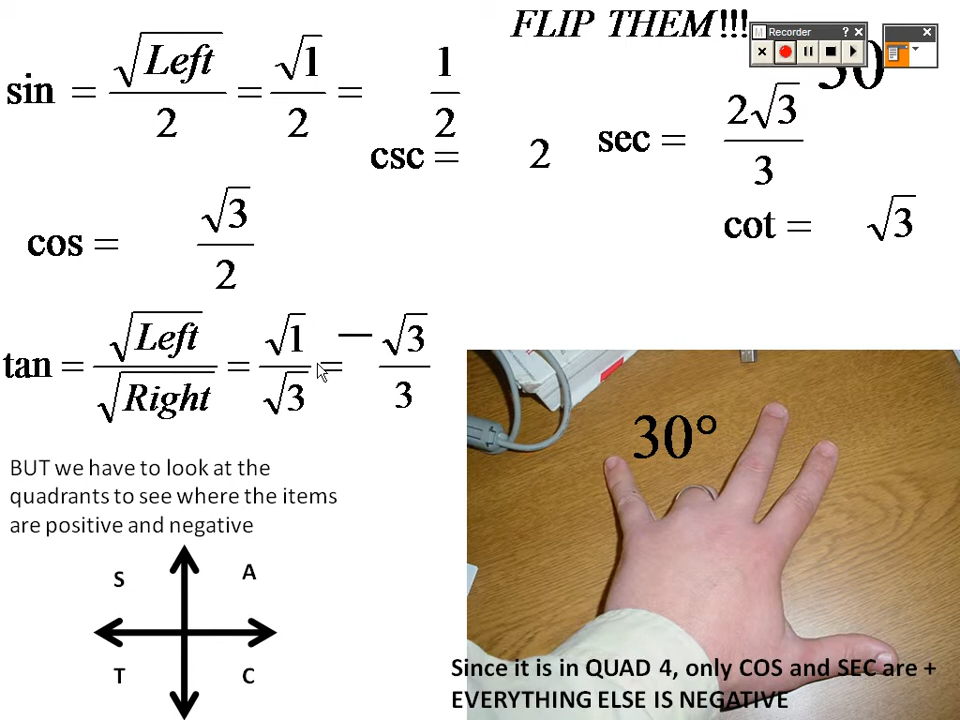 FLIP THEM!!!
Recorder
30
sin = √Left/2 = √1/2 = 1/2
csc = 2
sec = 2√3/3
cos = √3/2
cot = √3
tan = √Left/√Right = √1/√3 = −√3/3
30°
BUT we have to look at the
quadrants to see where the items
are positive and negative
S A
T C
Since it is in QUAD 4, only COS and SEC are +
EVERYTHING ELSE IS NEGATIVE